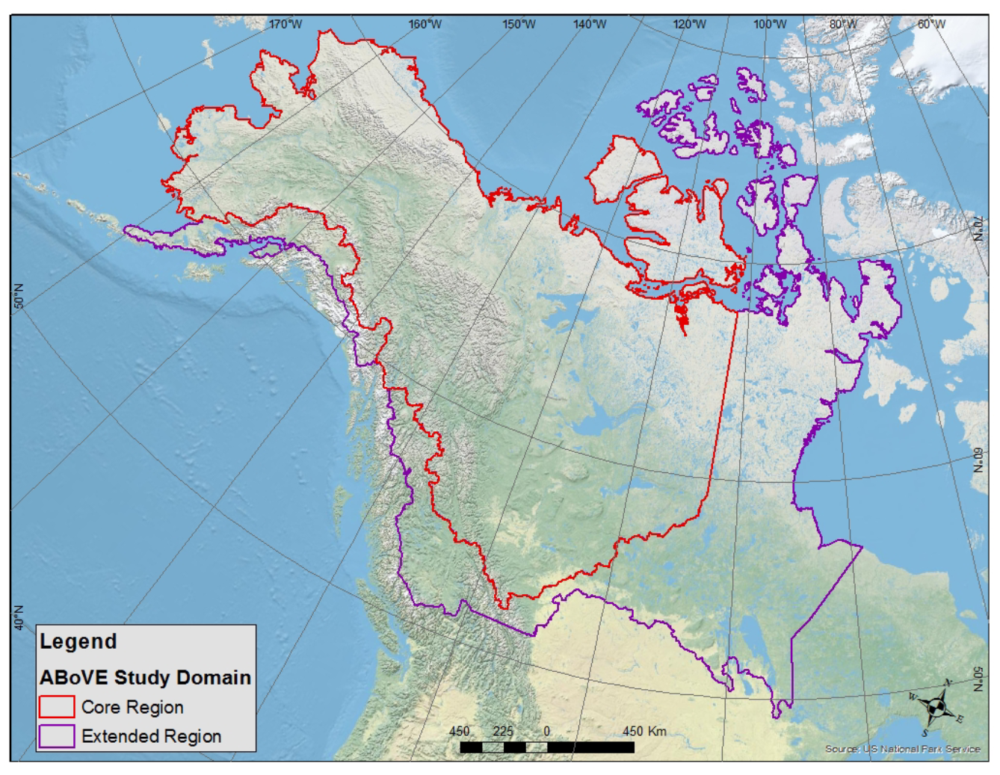 170°W 160°W 150°W 140°W 120°W 100°W 80°W 60°W
70°N
50°N
60°N
40°N
50°N
Legend
ABoVE Study Domain
Core Region
Extended Region
450 225 0 450 Km
N
W
E
S
Source: US National Park Service